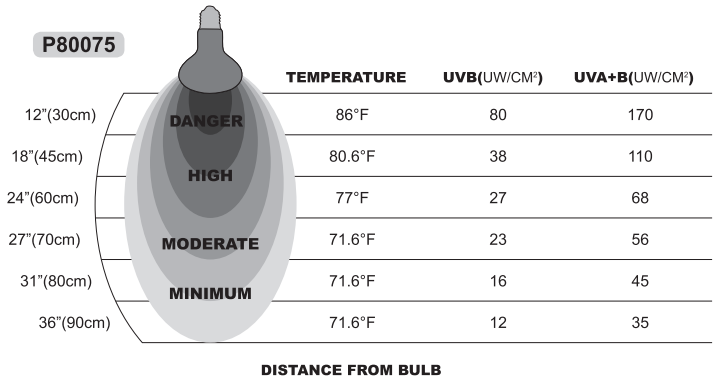 P80075
TEMPERATURE UVB(UW/CM²) UVA+B(UW/CM²)
12”(30cm) DANGER 86°F 80 170
18”(45cm) 80.6°F 38 110
HIGH
24”(60cm) 77°F 27 68
27”(70cm) MODERATE 71.6°F 23 56
31”(80cm) 71.6°F 16 45
MINIMUM
36”(90cm) 71.6°F 12 35
DISTANCE FROM BULB